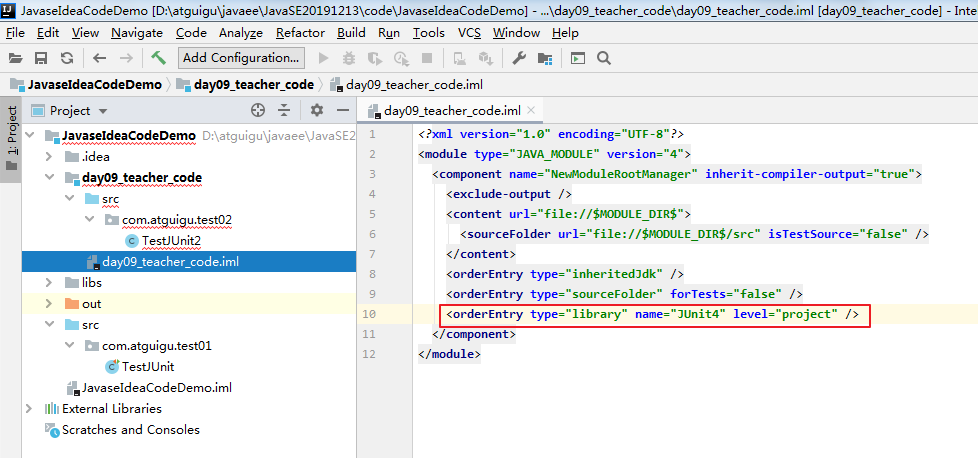 JavaseIdeaCodeDemo [D:\atguigu\javaee\JavaSE20191213\code\JavaseIdeaCodeDemo] - ...\day09_teacher_code\day09_teacher_code.iml [day09_teacher_code] - Inte
File Edit View Navigate Code Analyze Refactor Build Run Tools VCS Window Help
Add Configuration...
JavaseIdeaCodeDemo day09_teacher_code day09_teacher_code.iml
1: Project
Project
JavaseIdeaCodeDemo D:\atguigu\javaee\JavaSE2
.idea
day09_teacher_code
src
com.atguigu.test02
TestJUnit2
day09_teacher_code.iml
libs
out
src
com.atguigu.test01
TestJUnit
JavaseIdeaCodeDemo.iml
External Libraries
Scratches and Consoles
day09_teacher_code.iml
1 <?xml version="1.0" encoding="UTF-8"?>
2 <module type="JAVA_MODULE" version="4">
3 <component name="NewModuleRootManager" inherit-compiler-output="true">
4 <exclude-output />
5 <content url="file://$MODULE_DIR$">
6 <sourceFolder url="file://$MODULE_DIR$/src" isTestSource="false" />
7 </content>
8 <orderEntry type="inheritedJdk" />
9 <orderEntry type="sourceFolder" forTests="false" />
10 <orderEntry type="library" name="JUnit4" level="project" />
11 </component>
12 </module>